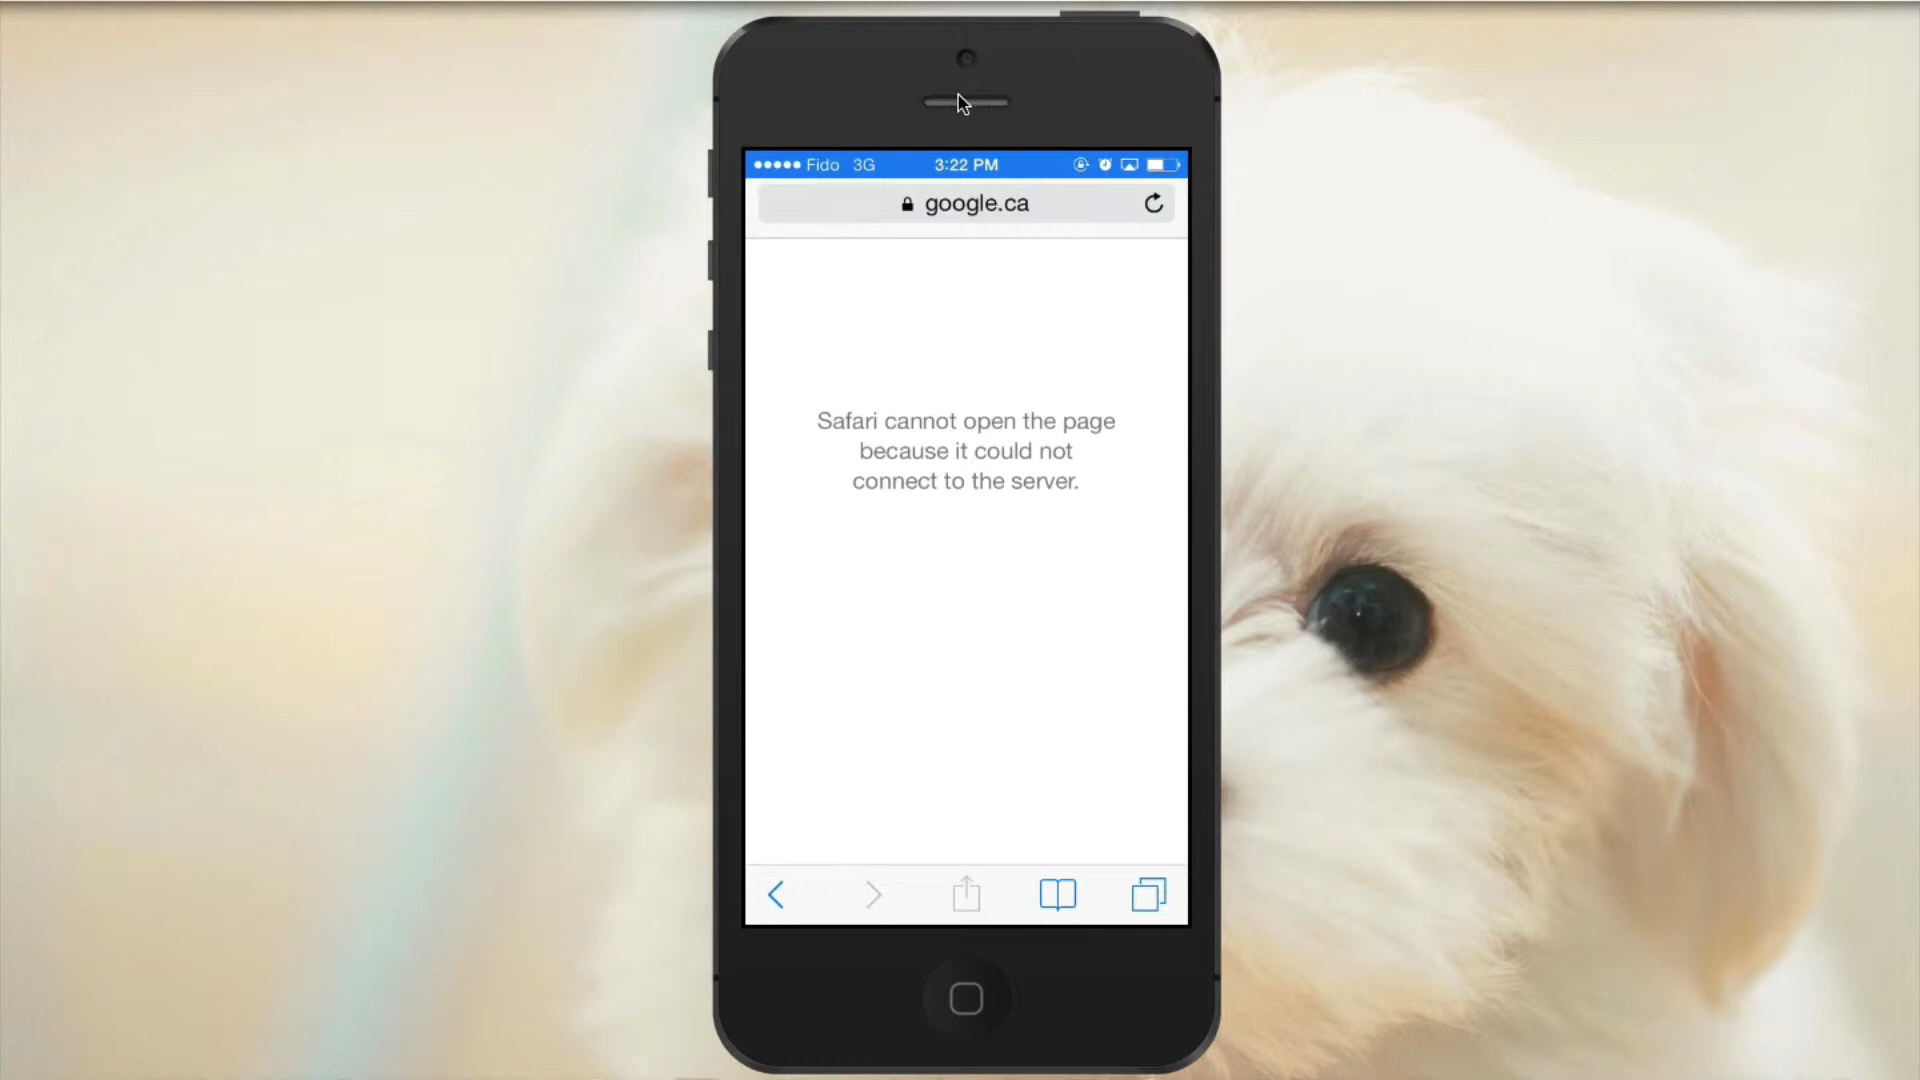 Fido 3G 3:22 PM
google.ca
Safari cannot open the page
because it could not
connect to the server.